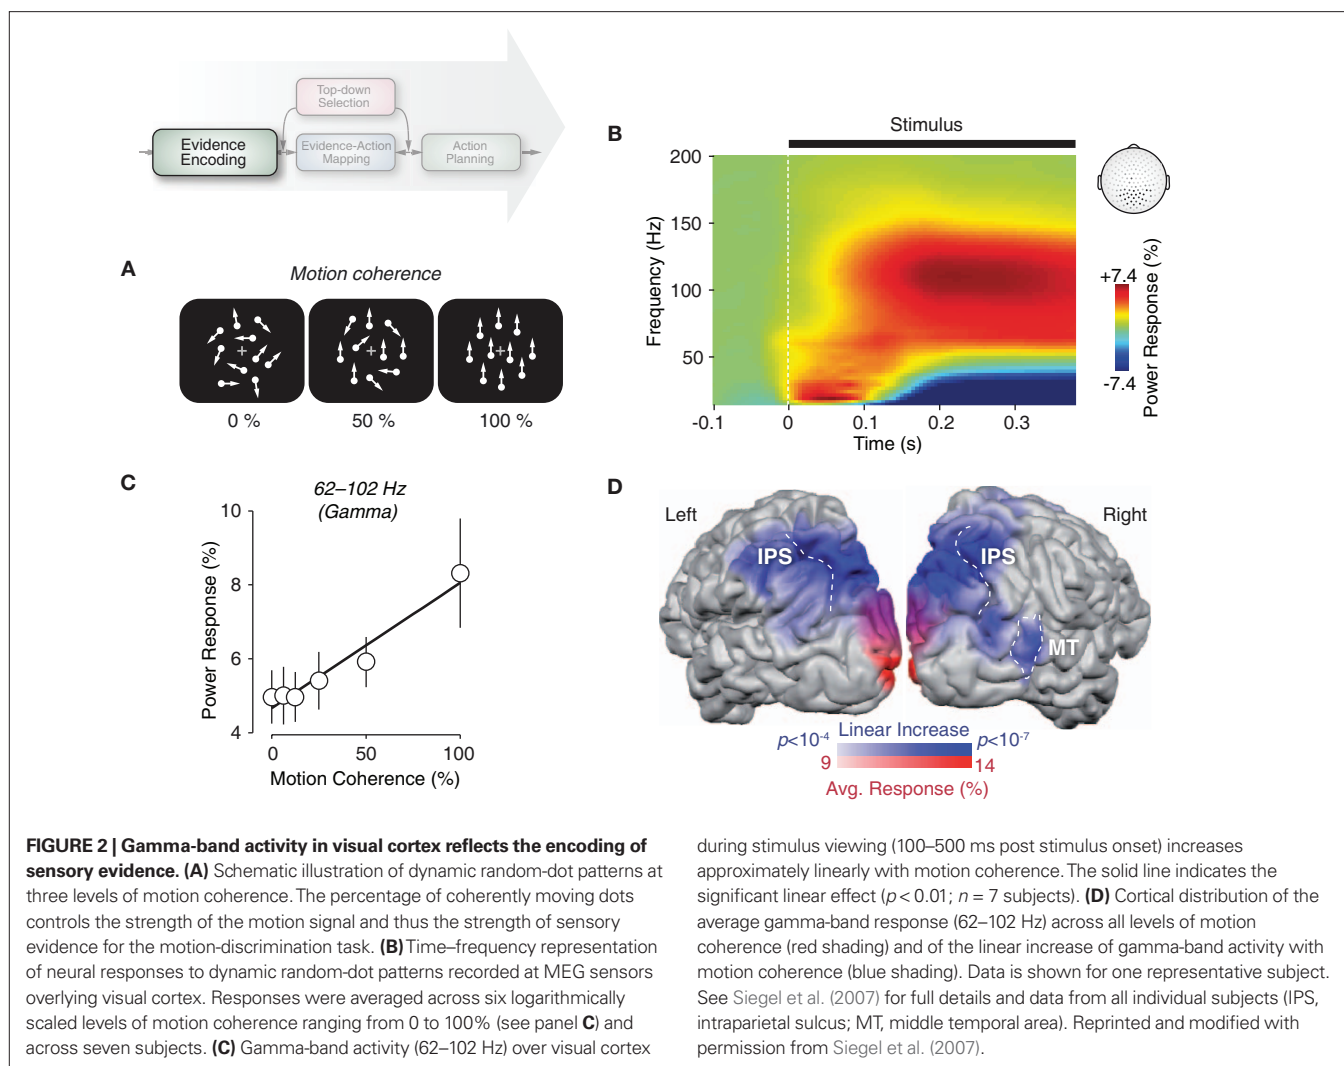 Top-down
Selection
Evidence
Encoding
Evidence-Action
Mapping
Action
Planning
A
Motion coherence
0 %
50 %
100 %
B
Stimulus
200
150
100
50
Frequency (Hz)
-0.1
0
0.1
0.2
0.3
Time (s)
+7.4
-7.4
Power Response (%)
C
62–102 Hz
(Gamma)
10
8
6
4
Power Response (%)
0
50
100
Motion Coherence (%)
D
Left
Right
IPS
IPS
MT
Linear Increase
p<10-4
p<10-7
9
14
Avg. Response (%)
FIGURE 2 | Gamma-band activity in visual cortex reflects the encoding of
sensory evidence. (A) Schematic illustration of dynamic random-dot patterns at
three levels of motion coherence. The percentage of coherently moving dots
controls the strength of the motion signal and thus the strength of sensory
evidence for the motion-discrimination task. (B) Time–frequency representation
of neural responses to dynamic random-dot patterns recorded at MEG sensors
overlying visual cortex. Responses were averaged across six logarithmically
scaled levels of motion coherence ranging from 0 to 100% (see panel C) and
across seven subjects. (C) Gamma-band activity (62–102 Hz) over visual cortex
during stimulus viewing (100–500 ms post stimulus onset) increases
approximately linearly with motion coherence. The solid line indicates the
significant linear effect (p < 0.01; n = 7 subjects). (D) Cortical distribution of the
average gamma-band response (62–102 Hz) across all levels of motion
coherence (red shading) and of the linear increase of gamma-band activity with
motion coherence (blue shading). Data is shown for one representative subject.
See Siegel et al. (2007) for full details and data from all individual subjects (IPS,
intraparietal sulcus; MT, middle temporal area). Reprinted and modified with
permission from Siegel et al. (2007).